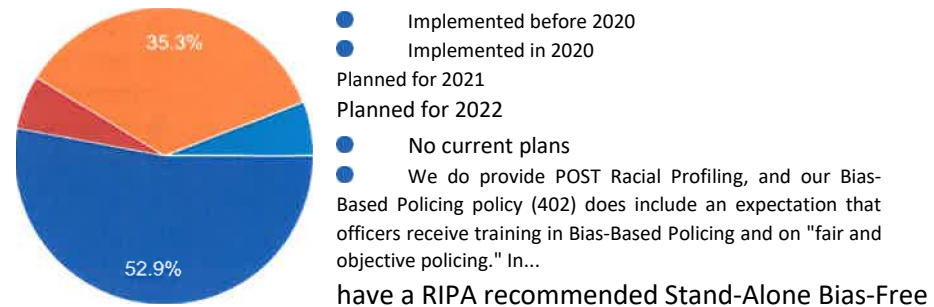 35.3%
52.9%
Implemented before 2020
Implemented in 2020
Planned for 2021
Planned for 2022
No current plans
We do provide POST Racial Profiling, and our Bias-
Based Policing policy (402) does include an expectation that
officers receive training in Bias-Based Policing and on "fair and
objective policing." In...
have a RIPA recommended Stand-Alone Bias-Free